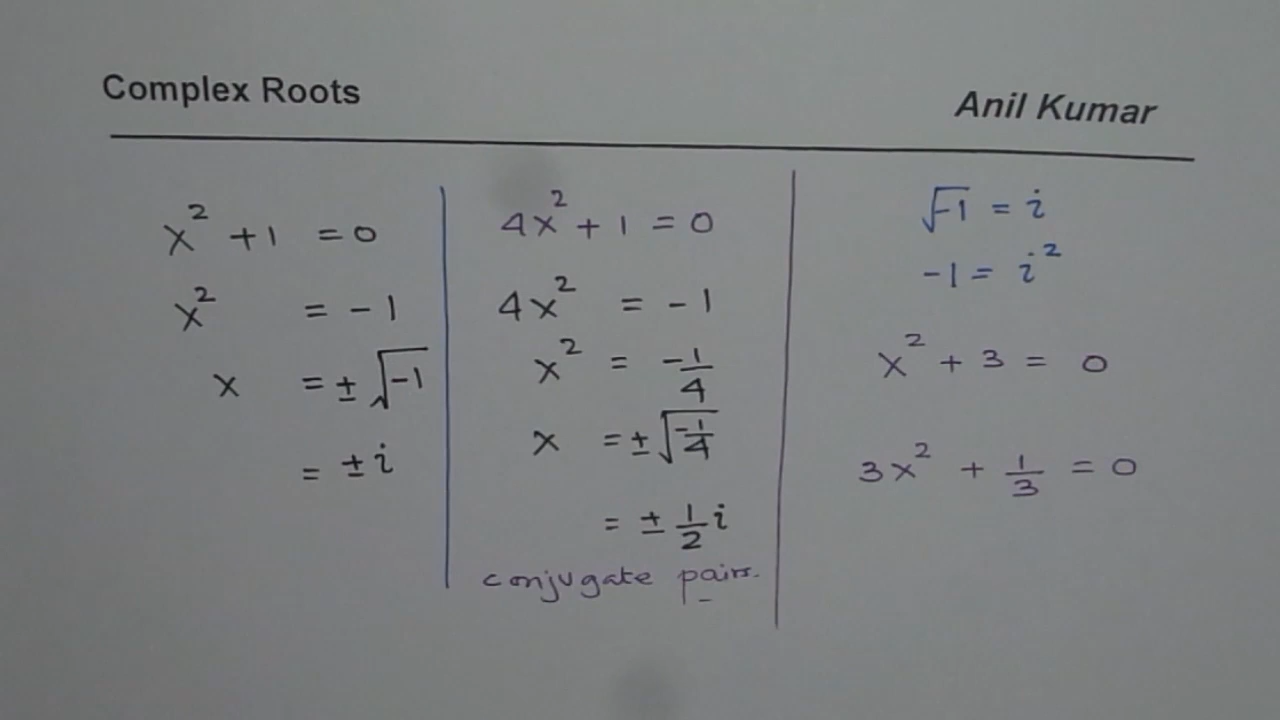 Complex Roots
Anil Kumar
x² + 1 = 0
x² = - 1
x = ± √-1
= ± i
4x² + 1 = 0
4x² = - 1
x² = -1/4
x = ± √-1/4
= ± 1/2 i
conjugate pairs.
√-1 = i
-1 = i²
x² + 3 = 0
3x² + 1/3 = 0